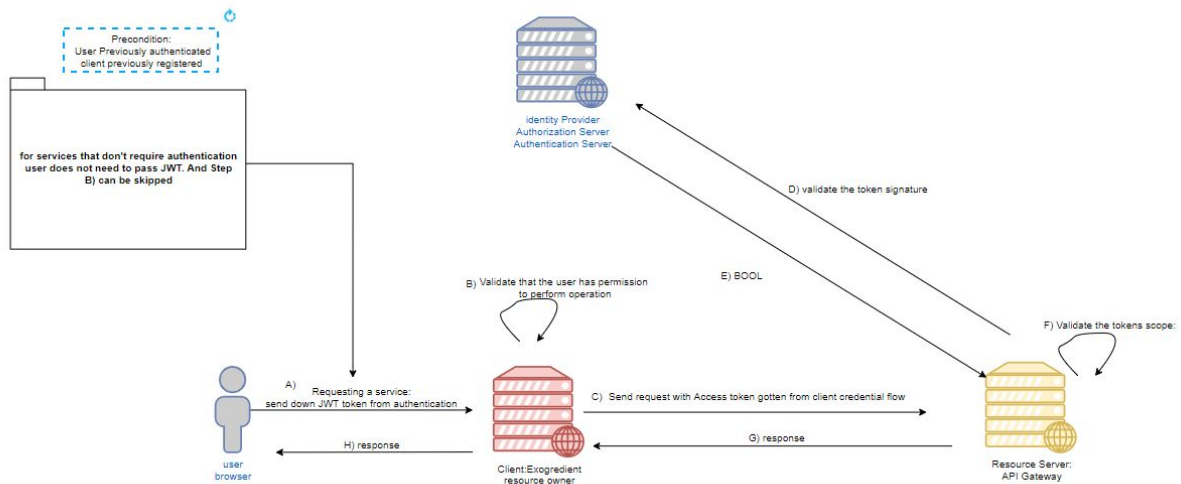 Precondition:
User Previously authenticated
client previously registered
for services that don't require authentication
user does not need to pass JWT. And Step
B) can be skipped
identity Provider
Authorization Server
Authentication Server
D) validate the token signature
E) BOOL
B) Validate that the user has permission
to perform operation
F) Validate the tokens scope:
A)
Requesting a service:
send down JWT token from authentication
C) Send request with Access token gotten from client credential flow
H) response
G) response
user
browser
Client:Exogredient
resource owner
Resource Server:
API Gateway